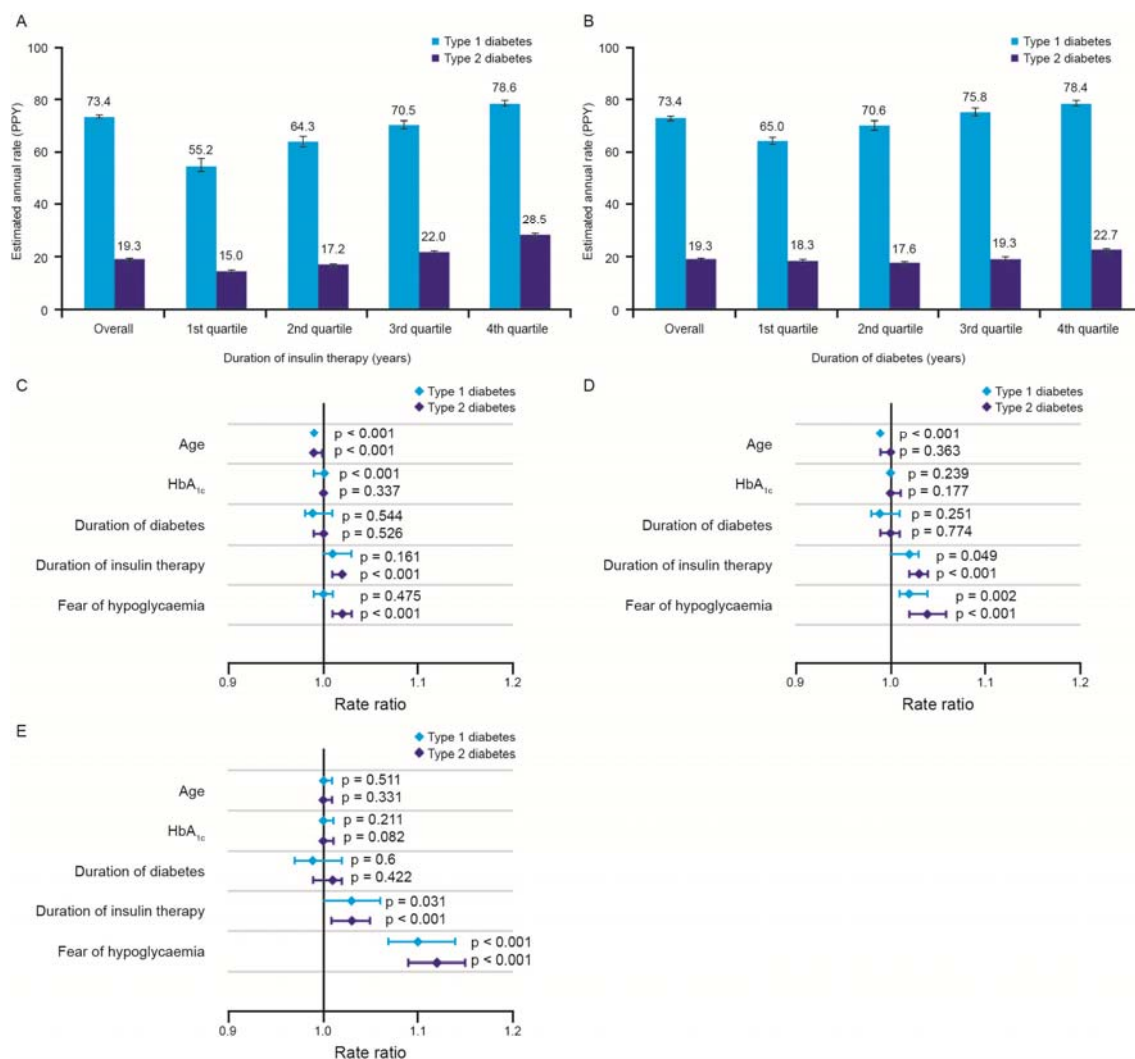 A
Type 1 diabetes
Type 2 diabetes
Estimated annual rate (PPY)
100
80
60
40
20
0
73.4
19.3
55.2
15.0
64.3
17.2
70.5
22.0
78.6
28.5
Overall
1st quartile
2nd quartile
3rd quartile
4th quartile
Duration of insulin therapy (years)
B
Type 1 diabetes
Type 2 diabetes
Estimated annual rate (PPY)
100
80
60
40
20
0
73.4
19.3
65.0
18.3
70.6
17.6
75.8
19.3
78.4
22.7
Overall
1st quartile
2nd quartile
3rd quartile
4th quartile
Duration of diabetes (years)
C
Type 1 diabetes
Type 2 diabetes
Age
p < 0.001
p < 0.001
HbA1c
p < 0.001
p = 0.337
Duration of diabetes
p = 0.544
p = 0.526
Duration of insulin therapy
p = 0.161
p < 0.001
Fear of hypoglycaemia
p = 0.475
p < 0.001
0.9
1.0
1.1
1.2
Rate ratio
D
Type 1 diabetes
Type 2 diabetes
Age
p < 0.001
p = 0.363
HbA1c
p = 0.239
p = 0.177
Duration of diabetes
p = 0.251
p = 0.774
Duration of insulin therapy
p = 0.049
p < 0.001
Fear of hypoglycaemia
p = 0.002
p < 0.001
0.9
1.0
1.1
1.2
Rate ratio
E
Type 1 diabetes
Type 2 diabetes
Age
p = 0.511
p = 0.331
HbA1c
p = 0.211
p = 0.082
Duration of diabetes
p = 0.6
p = 0.422
Duration of insulin therapy
p = 0.031
p < 0.001
Fear of hypoglycaemia
p < 0.001
p < 0.001
0.9
1.0
1.1
1.2
Rate ratio